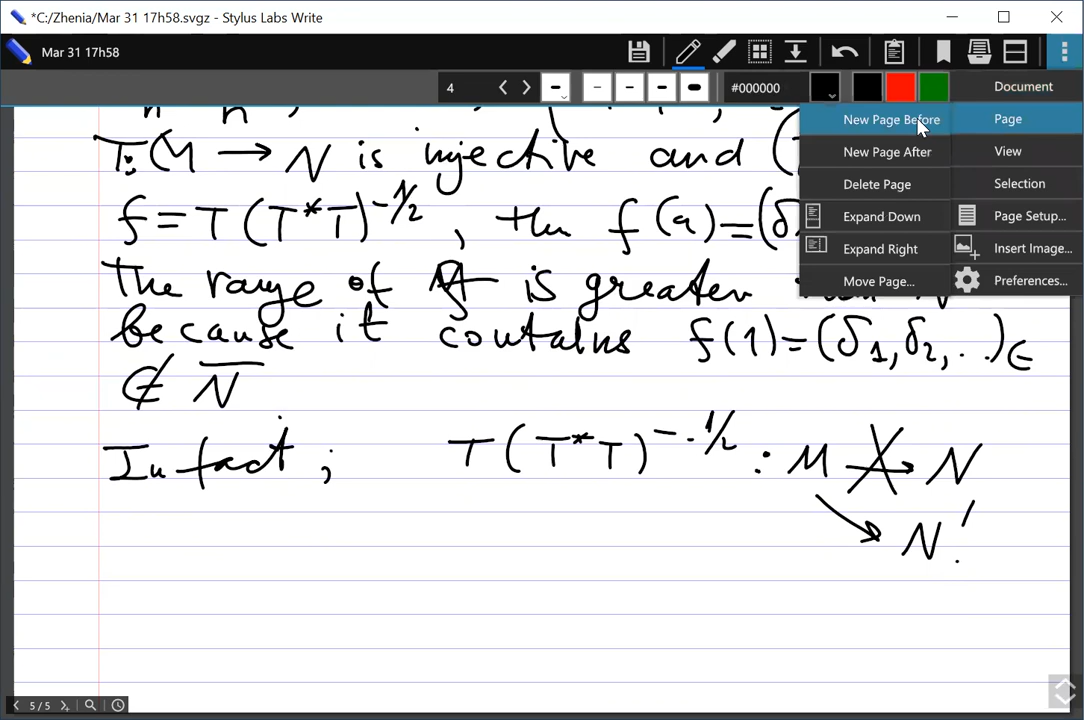 *C:/Zhenia/Mar 31 17h58.svgz - Stylus Labs Write
Mar 31 17h58
4 #000000 Document
New Page Before Page
New Page After View
Delete Page Selection
Expand Down Page Setup...
Expand Right Insert Image...
Move Page... Preferences...
T: M → N is injective and
f = T(T*T)^-1/2, then f(a)=(δ
The range of is greater than N
because it contains f(1)=(δ1,δ2,...)∈
∉ N̅
In fact, T(T*T)^-1/2 : M → N
↘ N'.
5/5